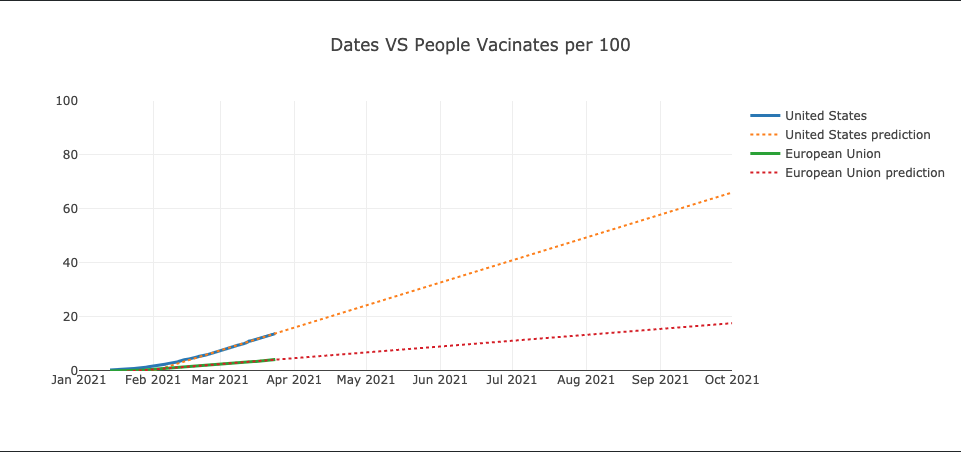 Dates VS People Vacinates per 100
100
80
60
40
20
0
Jan 2021 Feb 2021 Mar 2021 Apr 2021 May 2021 Jun 2021 Jul 2021 Aug 2021 Sep 2021 Oct 2021
United States
United States prediction
European Union
European Union prediction